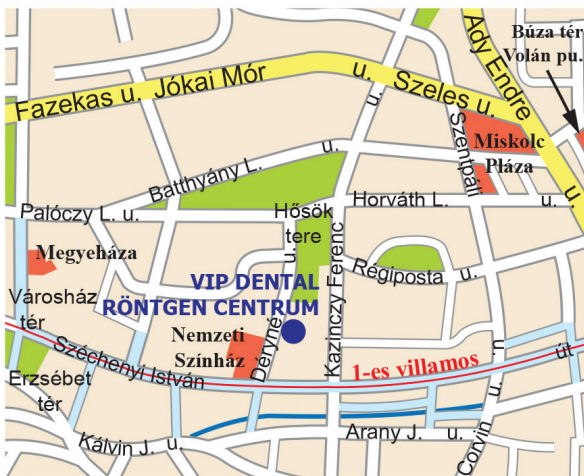 Búza tér
Volán pu.
Ady Endre
u.
Fazekas u.
Jókai Mór
u.
Szeles u.
u.
Szentpáli
Miskolc
Pláza
Batthyány L.
u.
Palóczy L. u.
Hősök
tere
Horváth L.
u.
Megyeháza
u.
Kazinczy Ferenc
Régiposta
u.
VIP DENTAL
RÖNTGEN CENTRUM
Városház
tér
Nemzeti
Színház
Déryné
Széchenyi István
1-es villamos
út
u.
Erzsébet
tér
Kálvin J.
u.
Arany J.
u.
Corvin
u.